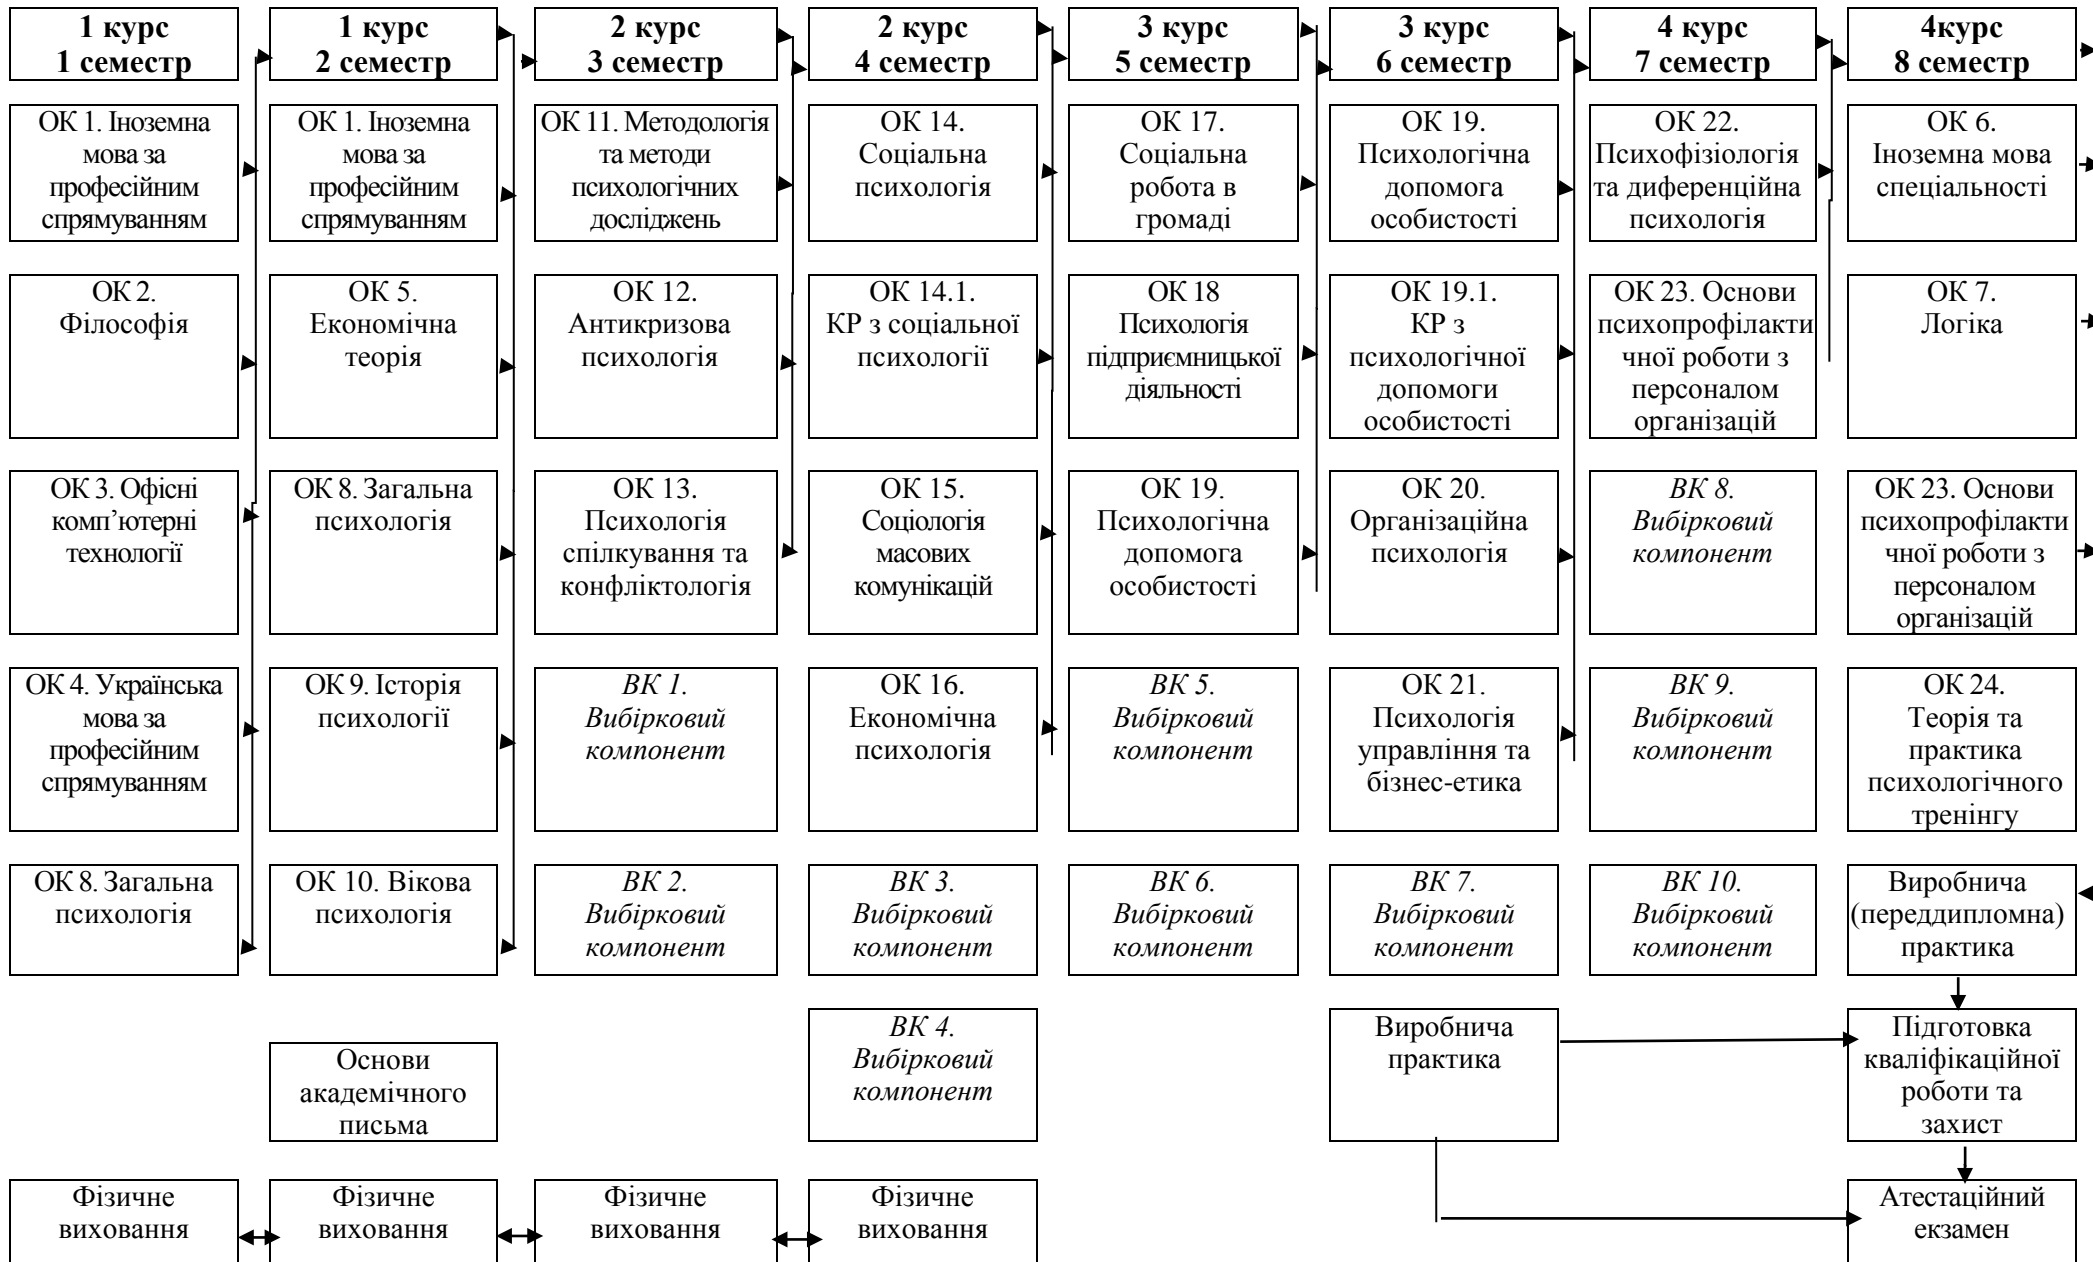 1 курс
1 семестр
1 курс
2 семестр
2 курс
3 семестр
2 курс
4 семестр
3 курс
5 семестр
3 курс
6 семестр
4 курс
7 семестр
4курс
8 семестр
ОК 1. Іноземна
мова за
професійним
спрямуванням
ОК 1. Іноземна
мова за
професійним
спрямуванням
ОК 11. Методологія
та методи
психологічних
досліджень
ОК 14.
Соціальна
психологія
ОК 17.
Соціальна
робота в
громаді
ОК 19.
Психологічна
допомога
особистості
ОК 22.
Психофізіологія
та диференційна
психологія
ОК 6.
Іноземна мова
спеціальності
ОК 2.
Філософія
ОК 5.
Економічна
теорія
ОК 12.
Антикризова
психологія
ОК 14.1.
КР з соціальної
психології
ОК 18
Психологія
підприємницької
діяльності
ОК 19.1.
КР з
психологічної
допомоги
особистості
ОК 23. Основи
психопрофілакти
чної роботи з
персоналом
організацій
ОК 7.
Логіка
ОК 3. Офісні
комп’ютерні
технології
ОК 8. Загальна
психологія
ОК 13.
Психологія
спілкування та
конфліктологія
ОК 15.
Соціологія
масових
комунікацій
ОК 19.
Психологічна
допомога
особистості
ОК 20.
Організаційна
психологія
ВК 8.
Вибірковий
компонент
ОК 23. Основи
психопрофілакти
чної роботи з
персоналом
організацій
ОК 4. Українська
мова за
професійним
спрямуванням
ОК 9. Історія
психології
ВК 1.
Вибірковий
компонент
ОК 16.
Економічна
психологія
ВК 5.
Вибірковий
компонент
ОК 21.
Психологія
управління та
бізнес-етика
ВК 9.
Вибірковий
компонент
ОК 24.
Теорія та
практика
психологічного
тренінгу
ОК 8. Загальна
психологія
ОК 10. Вікова
психологія
ВК 2.
Вибірковий
компонент
ВК 3.
Вибірковий
компонент
ВК 6.
Вибірковий
компонент
ВК 7.
Вибірковий
компонент
ВК 10.
Вибірковий
компонент
Виробнича
(переддипломна)
практика
Основи
академічного
письма
ВК 4.
Вибірковий
компонент
Виробнича
практика
Підготовка
кваліфікаційної
роботи та
захист
Фізичне
виховання
Фізичне
виховання
Фізичне
виховання
Фізичне
виховання
Атестаційний
екзамен